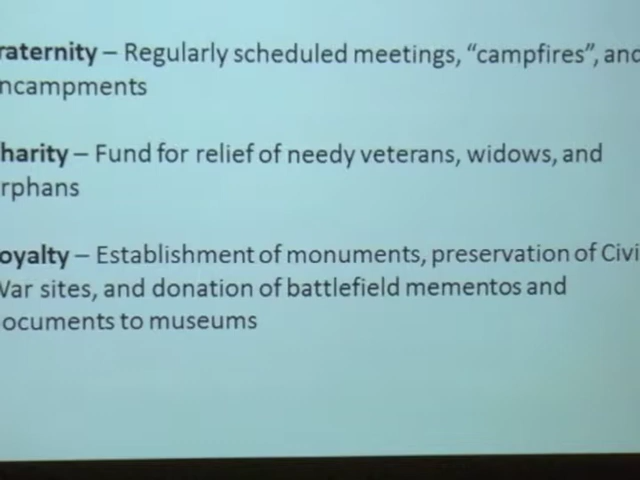 raternity – Regularly scheduled meetings, “campfires”, and
ncampments
harity – Fund for relief of needy veterans, widows, and
rphans
oyalty – Establishment of monuments, preservation of Civi
War sites, and donation of battlefield mementos and
ocuments to museums